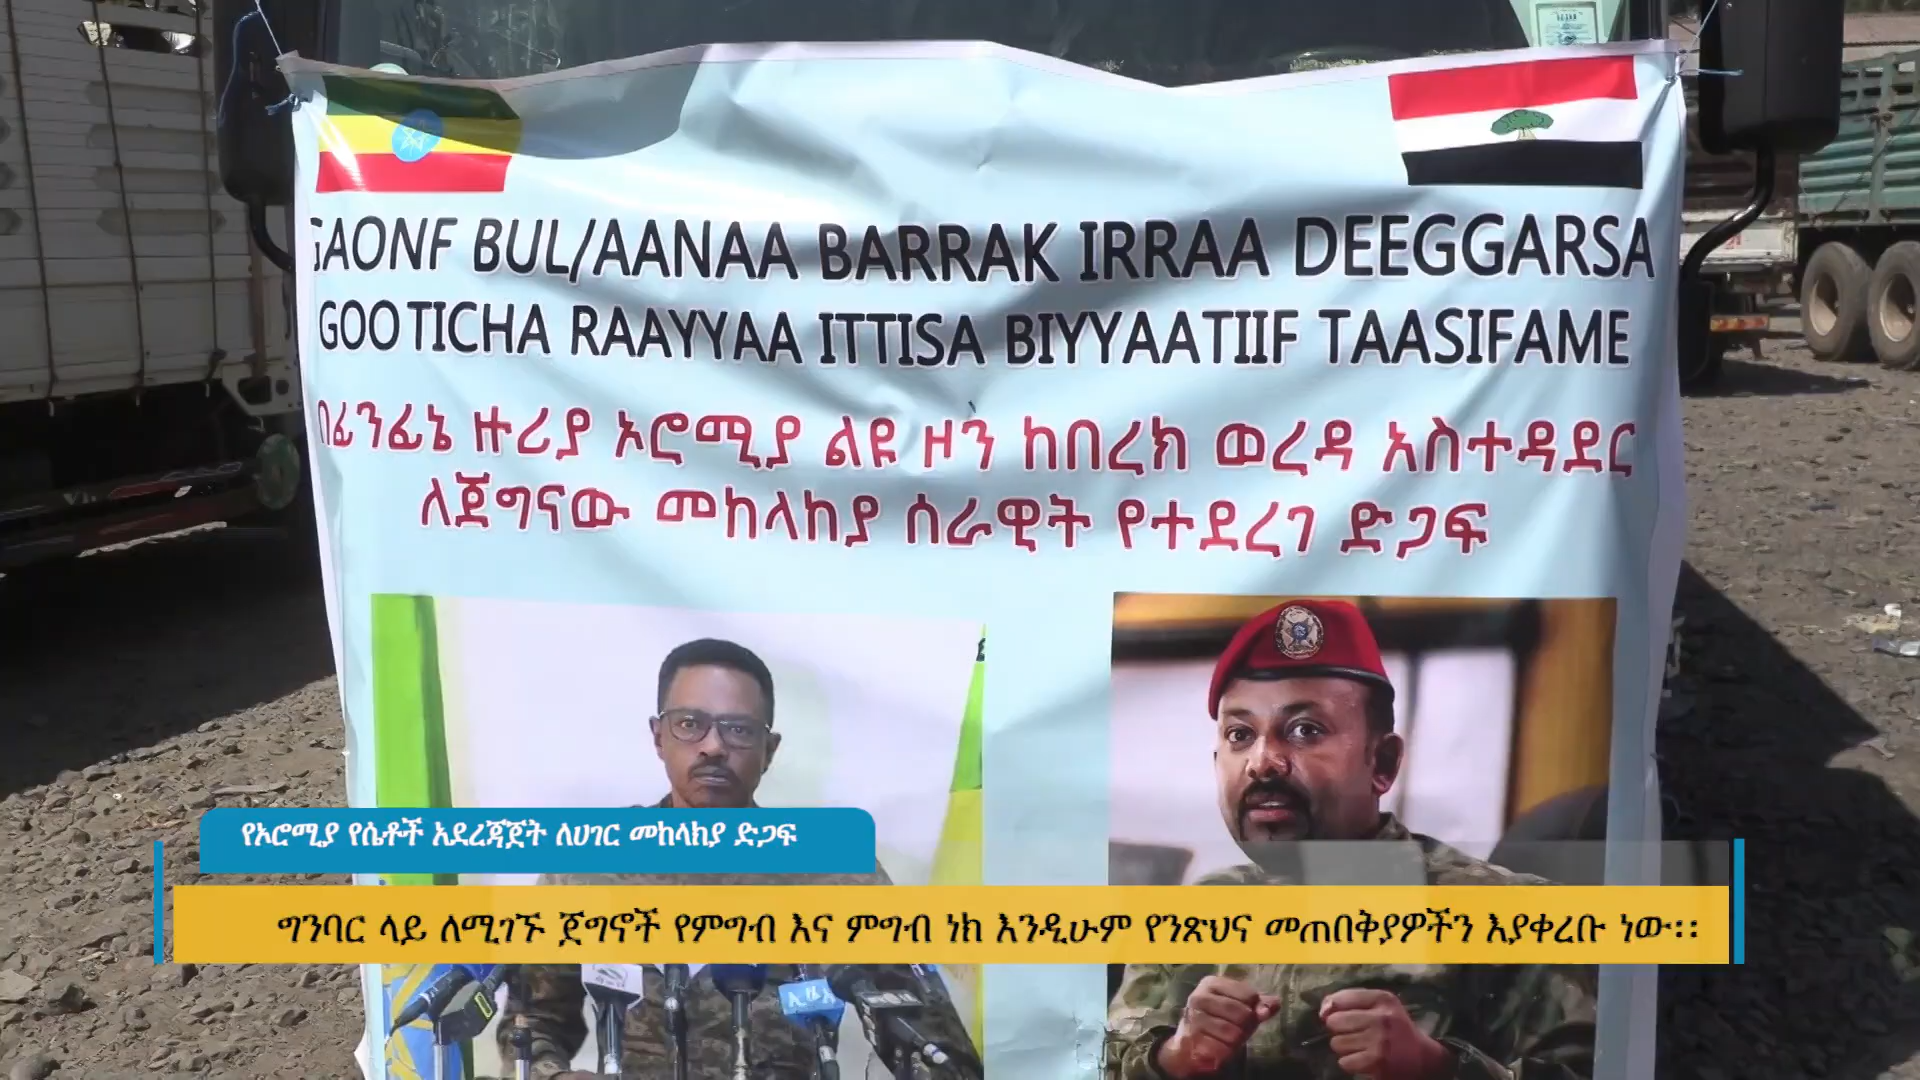 GAONF BUL/AANAA BARRAK IRRAA DEEGGARSA
GOOTICHA RAAYYAA ITTISA BIYYAATIIF TAASIFAME
በፊንፊኔ ዙሪያ ኦሮሚያ ልዩ ዞን ከበረክ ወረዳ አስተዳደር
ለጀግናው መከላከያ ሰራዊት የተደረገ ድጋፍ
የኦሮሚያ የሴቶች አደረጃጀት ለሀገር መከላከያ ድጋፍ
ግንባር ላይ ለሚገኙ ጀግኖች የምግብ እና ምግብ ነክ እንዲሁም የንጽህና መጠበቅያዎችን እያቀረቡ ነው።።